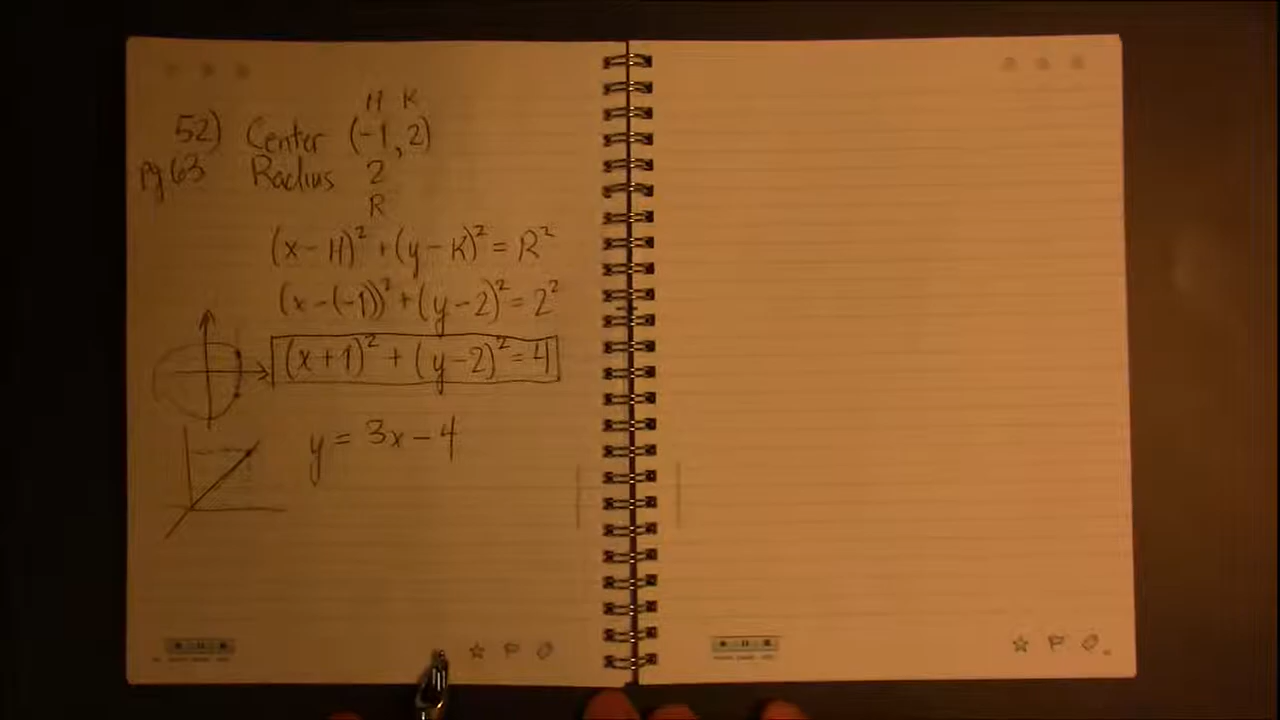 H K
52) Center (-1, 2)
pg 63 Radius 2
R
(x-H)² + (y-K)² = R²
(x-(-1))² + (y-2)² = 2²
(x+1)² + (y-2)² = 4
y = 3x-4